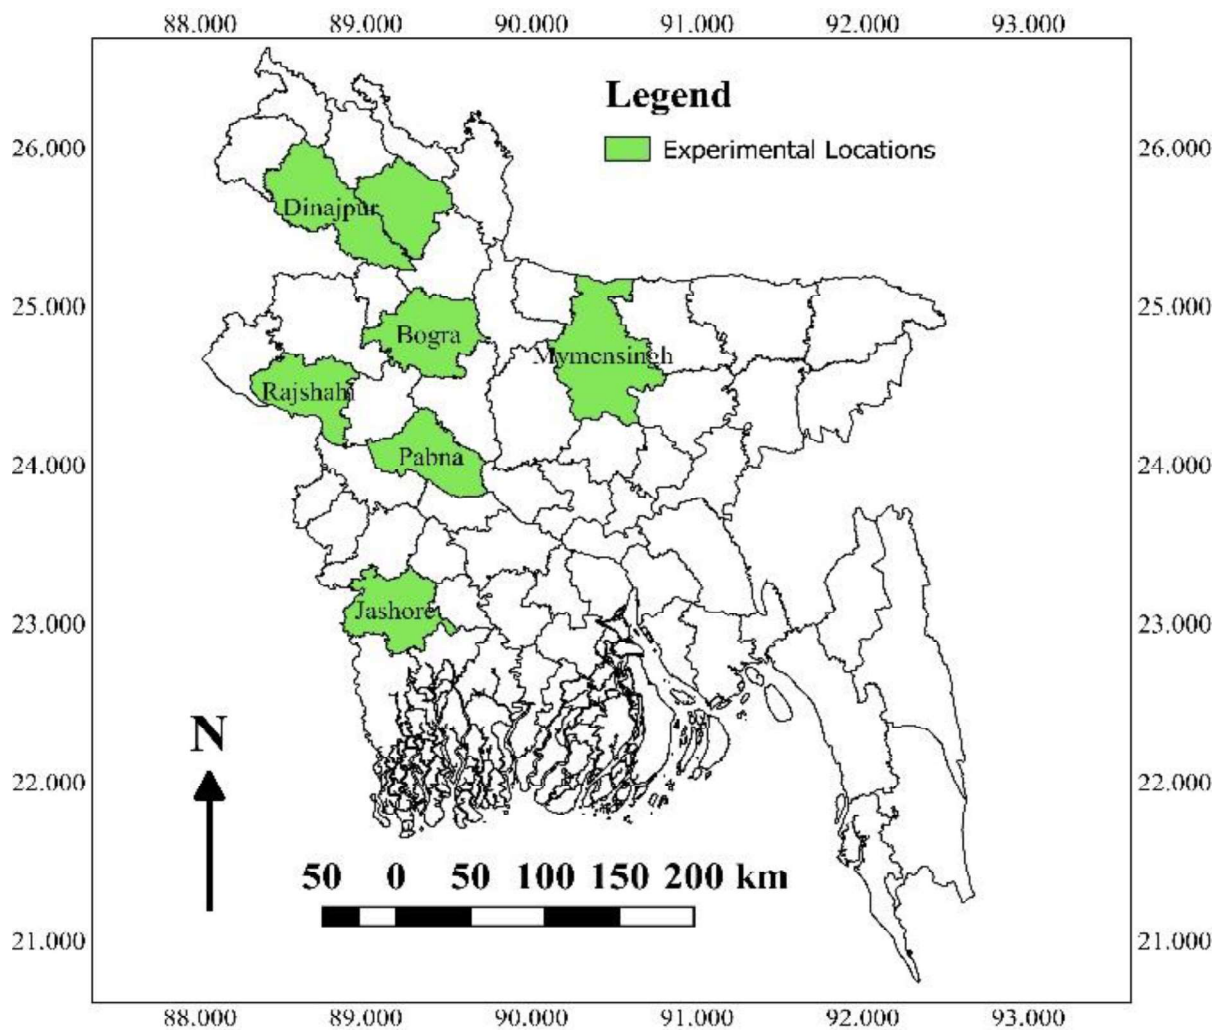 88.000 89.000 90.000 91.000 92.000 93.000
Legend
Experimental Locations
26.000 26.000
Dinajpur
25.000 25.000
Bogra
Mymensingh
Rajshahi
Pabna
24.000 24.000
Jashore
23.000 23.000
N
22.000 22.000
50 0 50 100 150 200 km
21.000 21.000
88.000 89.000 90.000 91.000 92.000 93.000